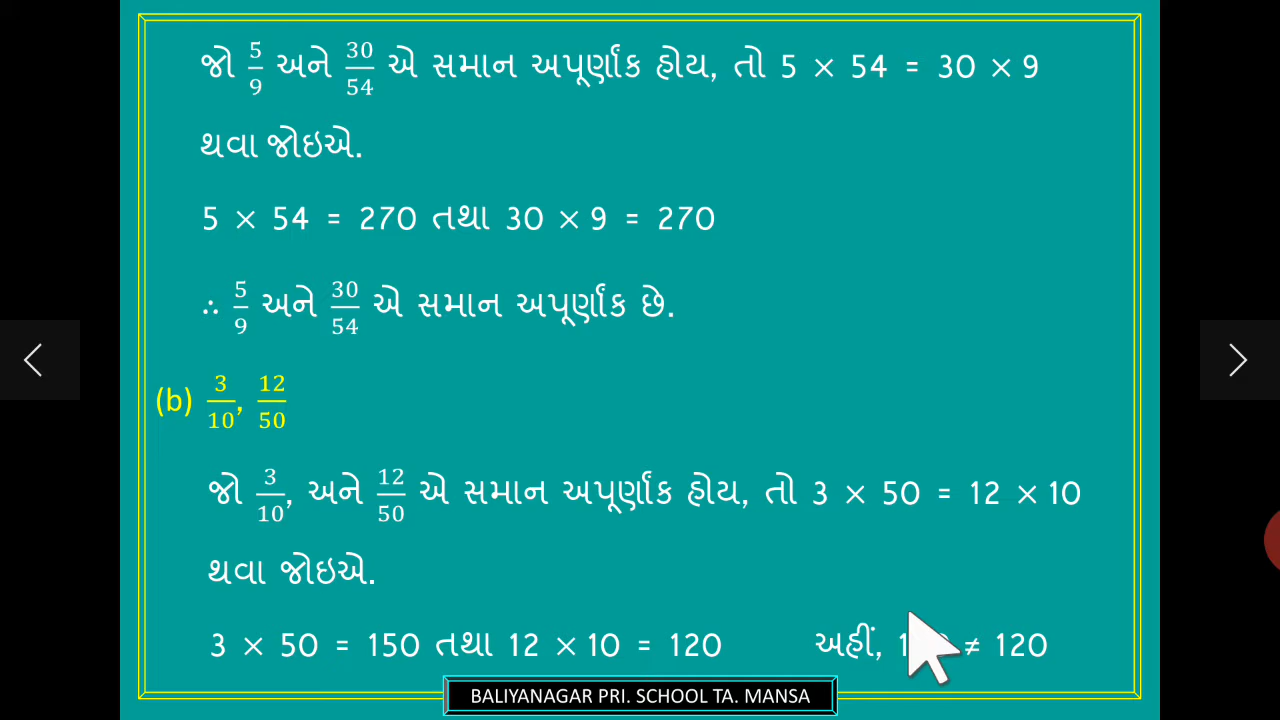 જો 5/9 અને 30/54 એ સમાન અપૂર્ણાંક હોય, તો 5 × 54 = 30 × 9
થવા જોઇએ.
5 × 54 = 270 તથા 30 × 9 = 270
∴ 5/9 અને 30/54 એ સમાન અપૂર્ણાંક છે.
(b) 3/10, 12/50
જો 3/10, અને 12/50 એ સમાન અપૂર્ણાંક હોય, તો 3 × 50 = 12 × 10
થવા જોઇએ.
3 × 50 = 150 તથા 12 × 10 = 120 અહીં, ≠ 120
BALIYANAGAR PRI. SCHOOL TA. MANSA